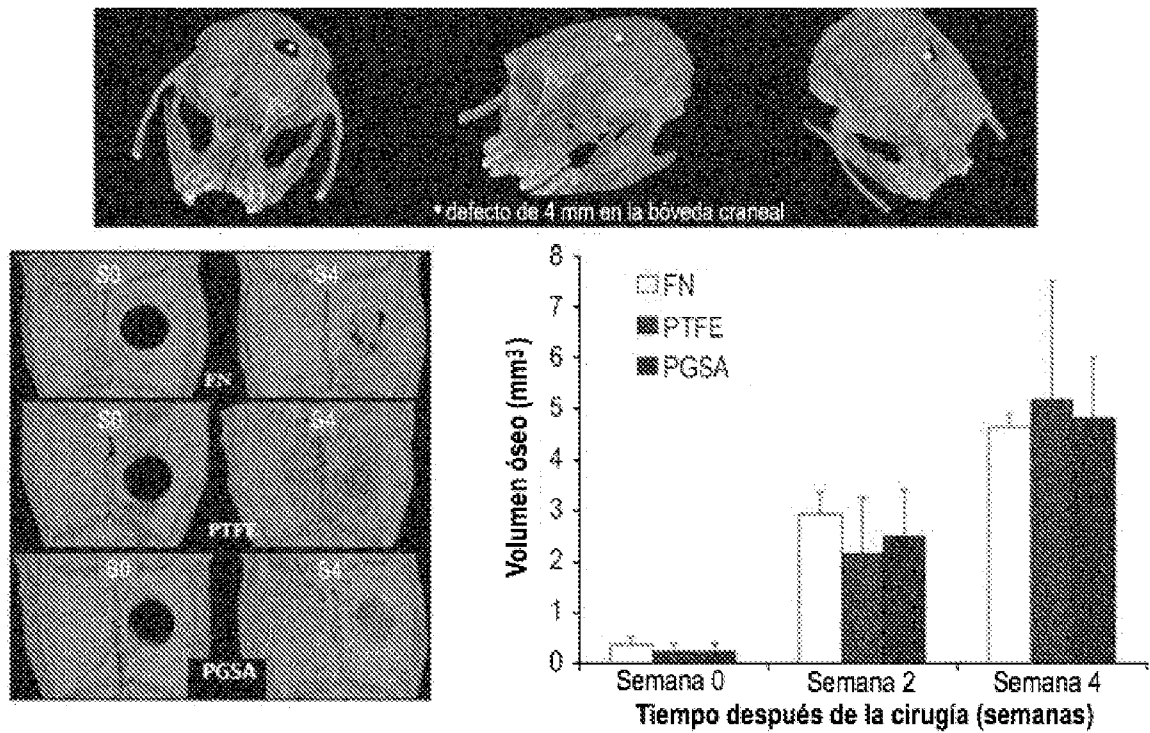 * defecto de 4 mm en la bóveda craneal
S0 S4
FN
S0 S4
PTFE
S0 S4
PGSA
Volumen óseo (mm³)
8
7
6
5
4
3
2
1
0
FN
PTFE
PGSA
Semana 0 Semana 2 Semana 4
Tiempo después de la cirugía (semanas)